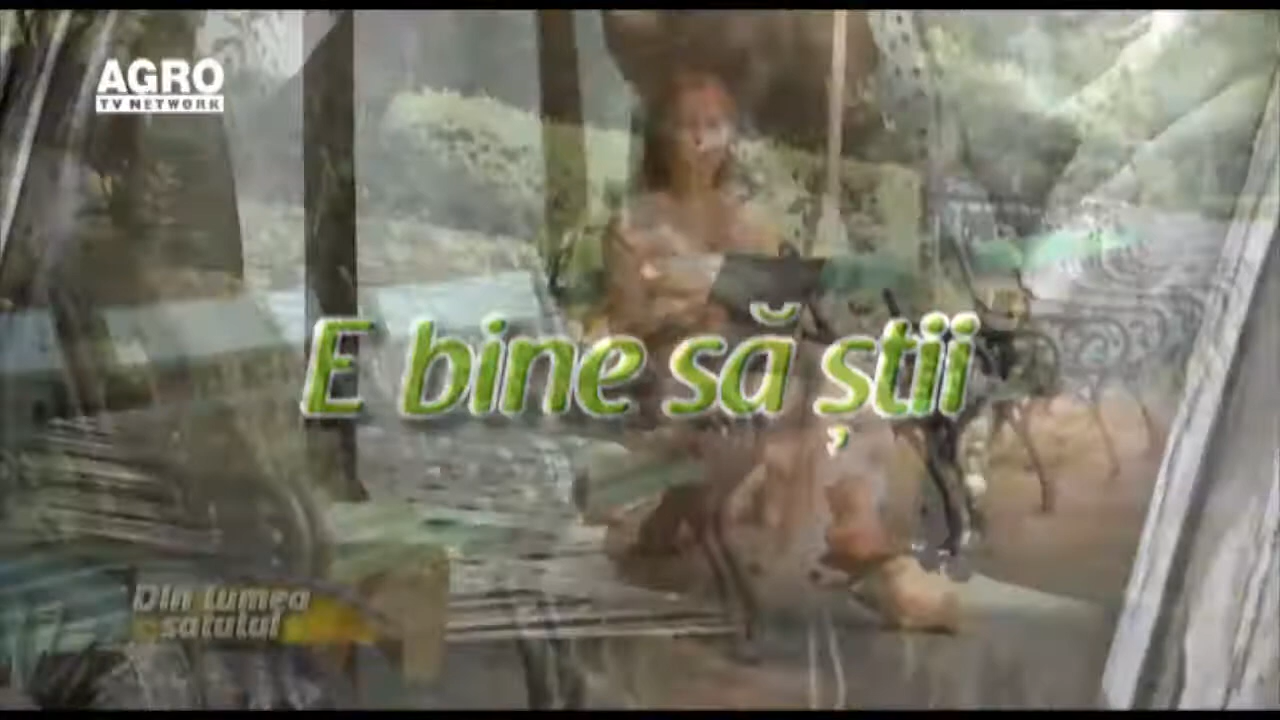 AGRO
TV NETWORK
E bine să știi
Din lumea
satului